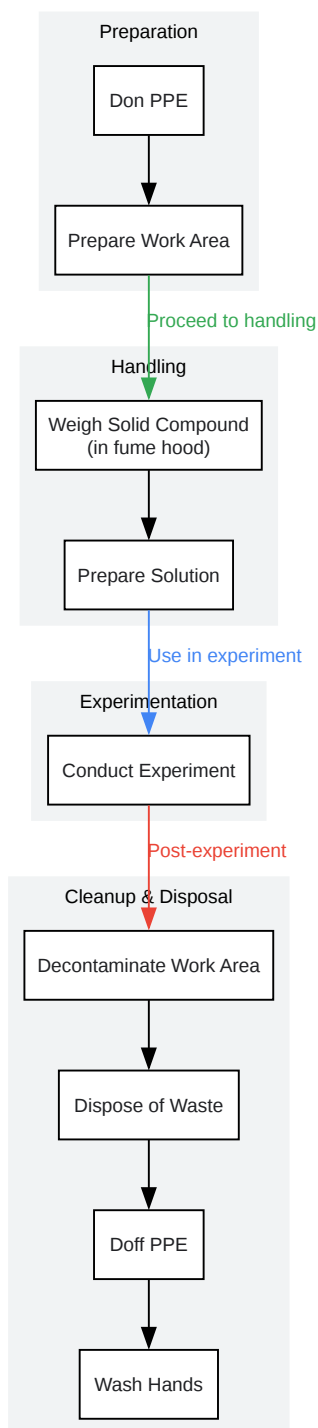 Preparation
Don PPE
Prepare Work Area
Proceed to handling
Handling
Weigh Solid Compound
(in fume hood)
Prepare Solution
Use in experiment
Experimentation
Conduct Experiment
Post-experiment
Cleanup & Disposal
Decontaminate Work Area
Dispose of Waste
Doff PPE
Wash Hands